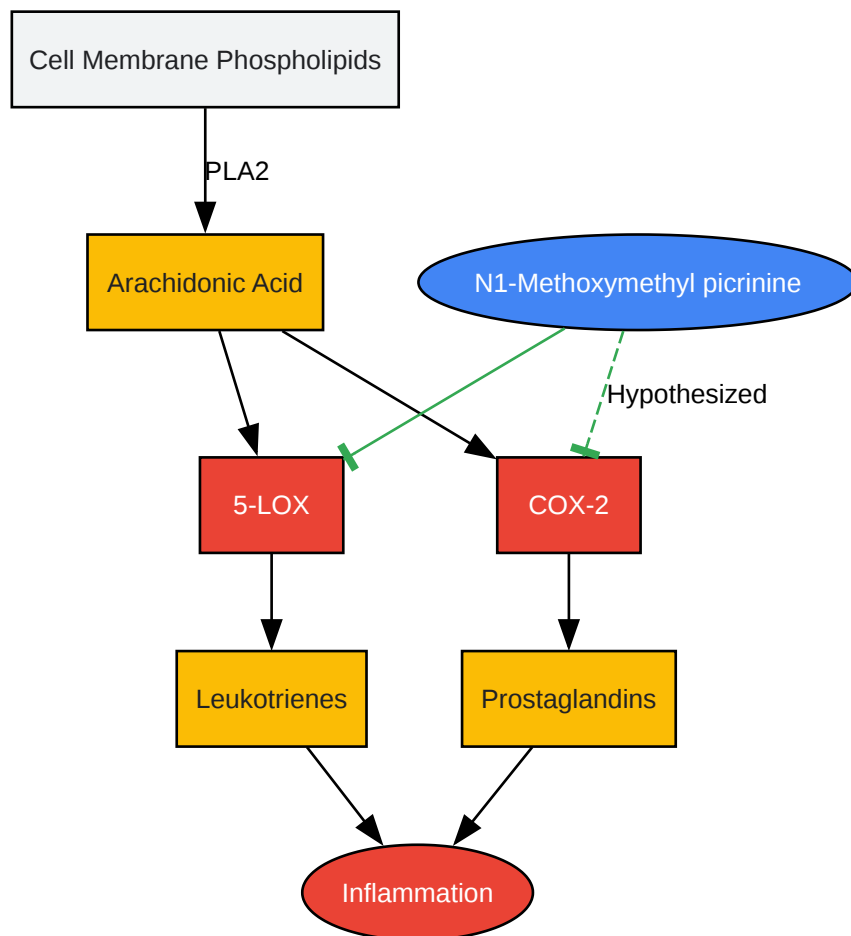 Cell Membrane Phospholipids
PLA2
Arachidonic Acid
N1-Methoxymethyl picrinine
Hypothesized
5-LOX
COX-2
Leukotrienes
Prostaglandins
Inflammation